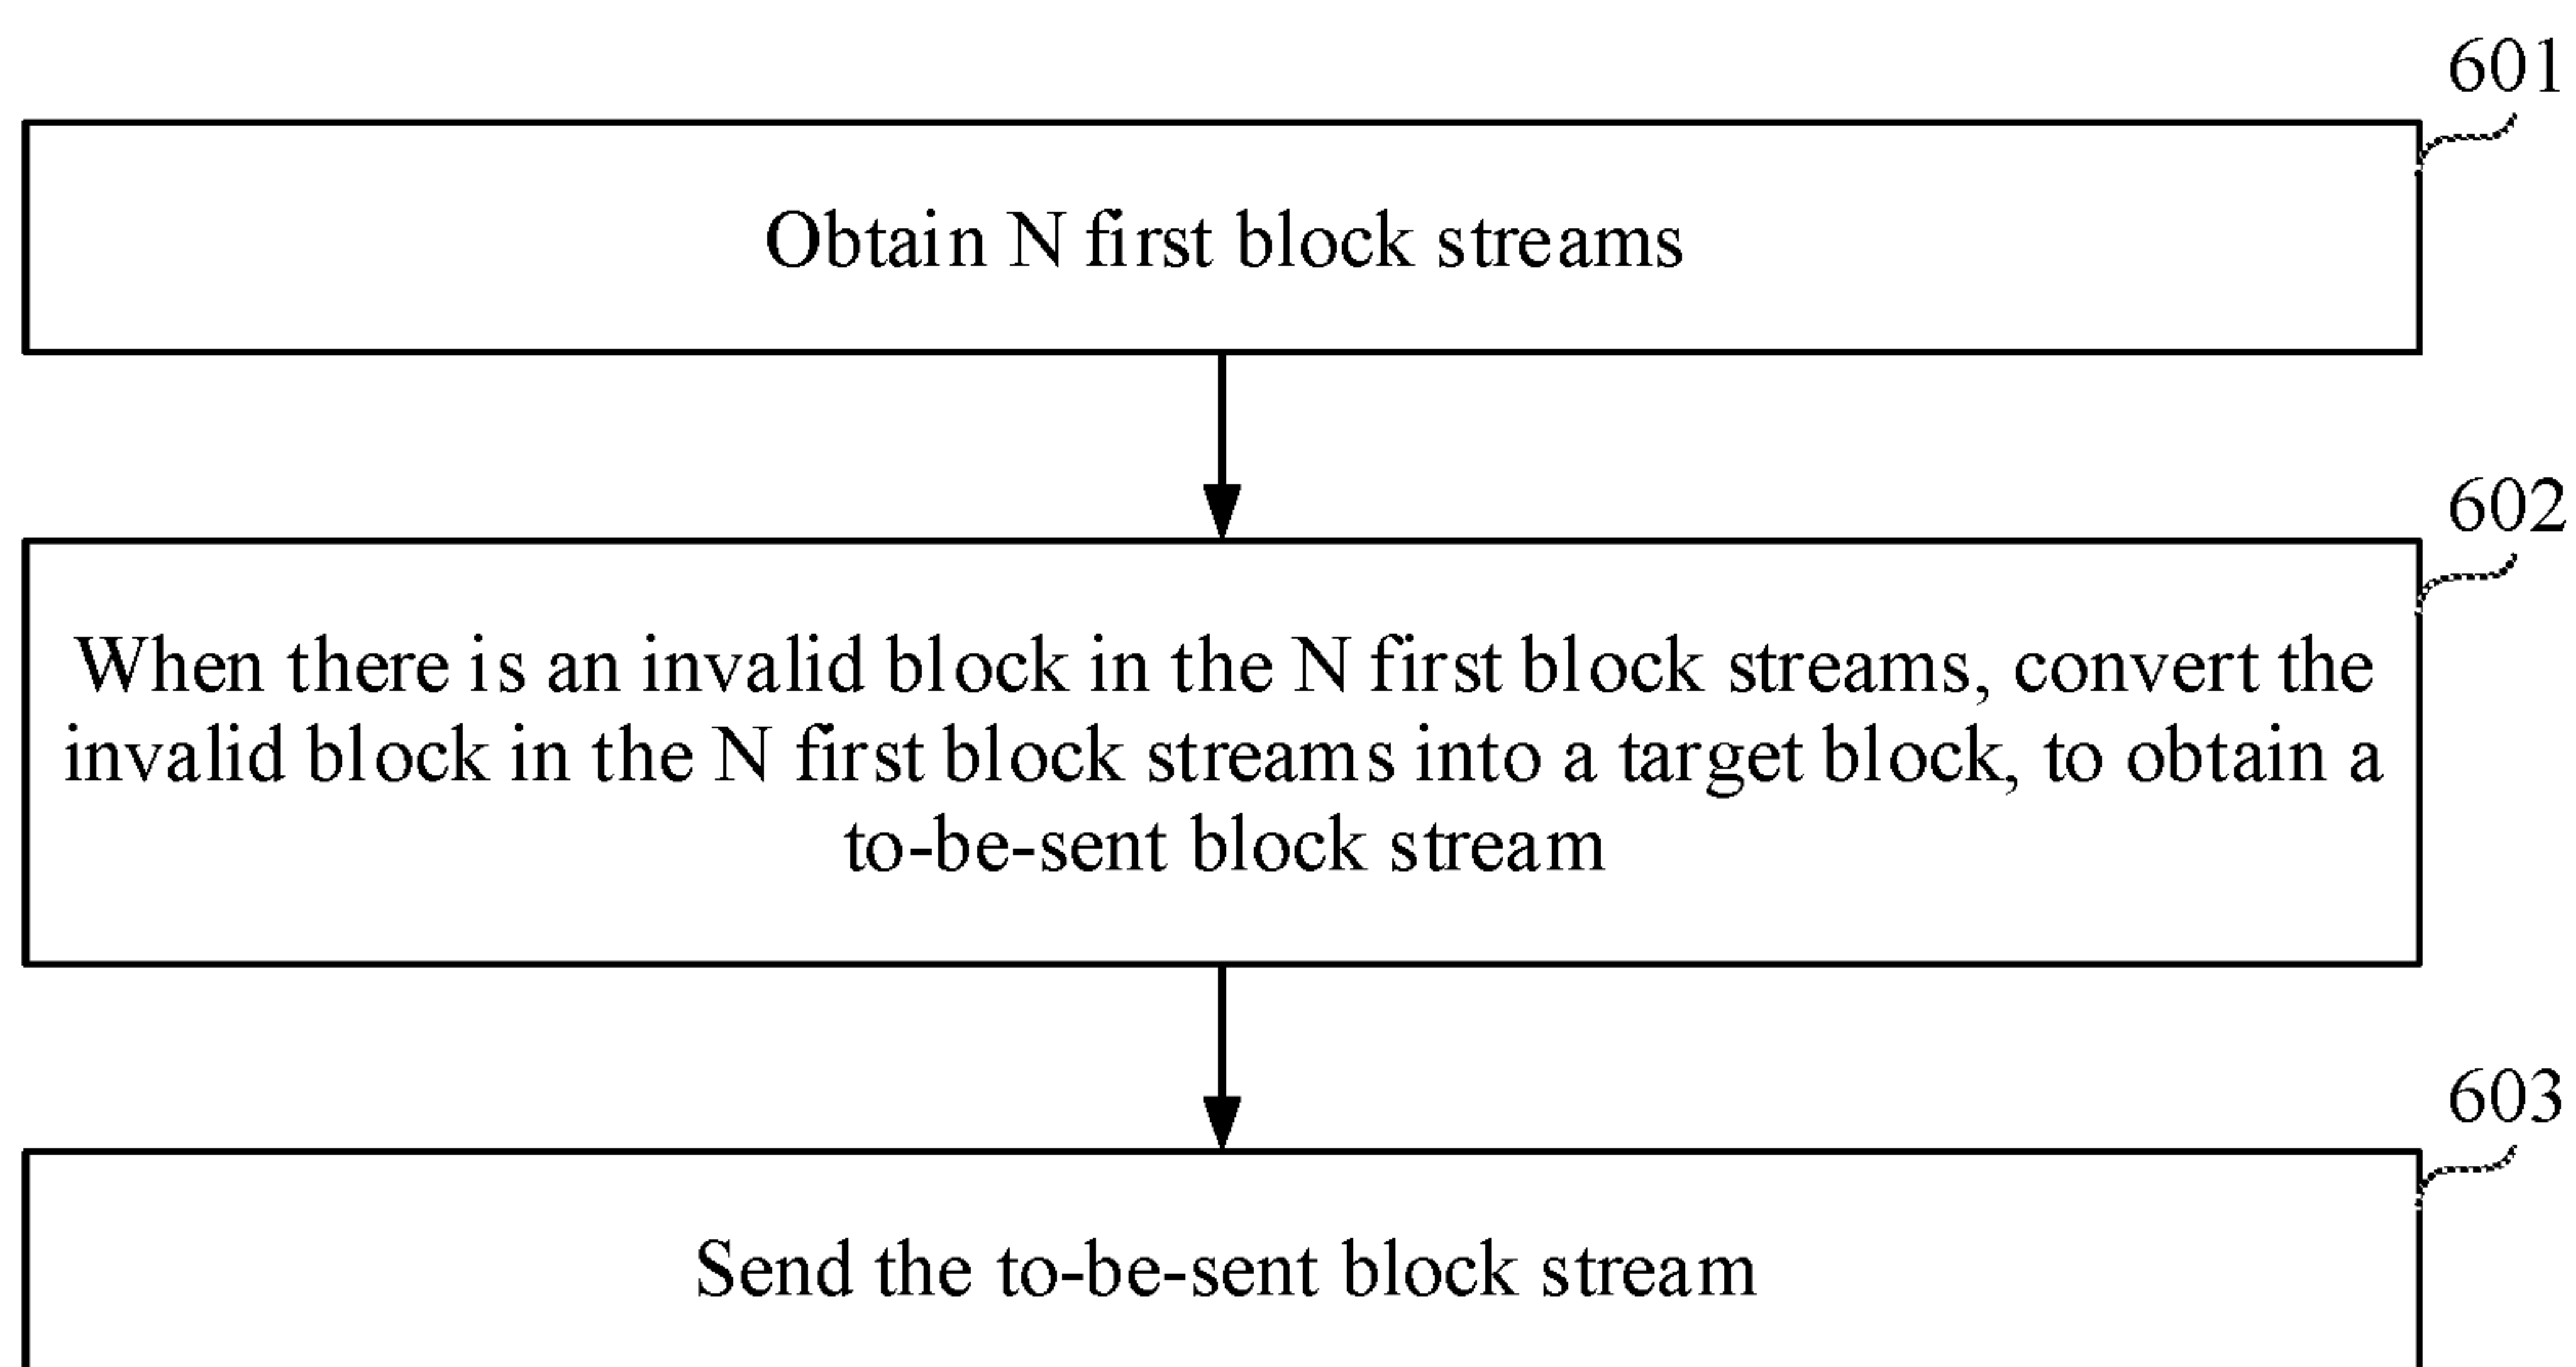 601
Obtain N first block streams
602
When there is an invalid block in the N first block streams, convert the
invalid block in the N first block streams into a target block, to obtain a
to-be-sent block stream
603
Send the to-be-sent block stream